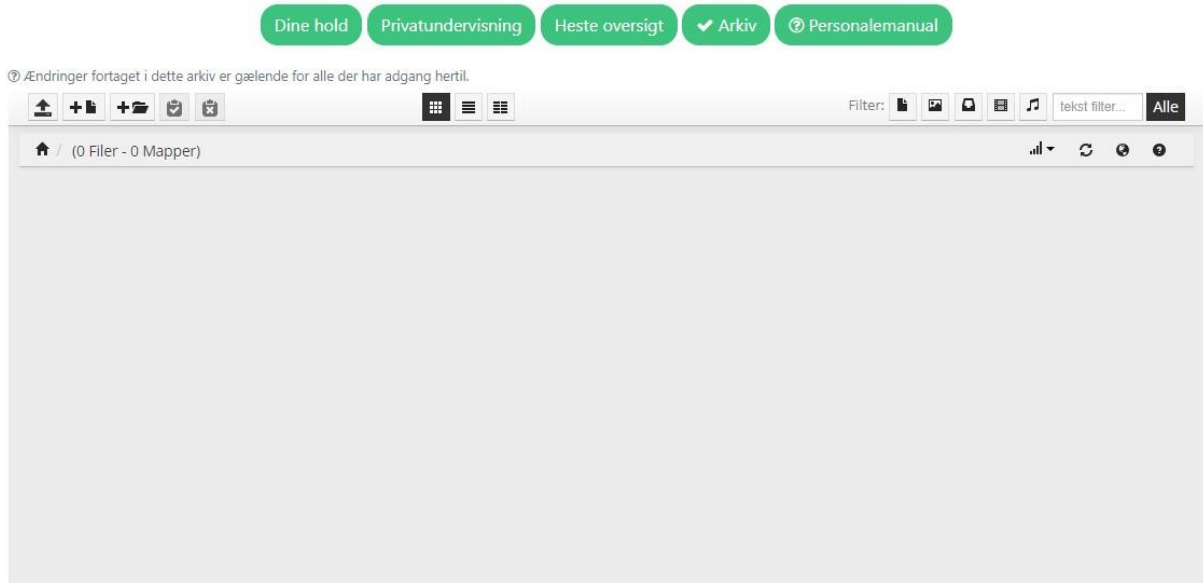 Dine hold Privatundervisning Heste oversigt Arkiv Personalemanual
Ændringer fortaget i dette arkiv er gælende for alle der har adgang hertil.
Filter: tekst filter... Alle
/ (0 Filer - 0 Mapper)